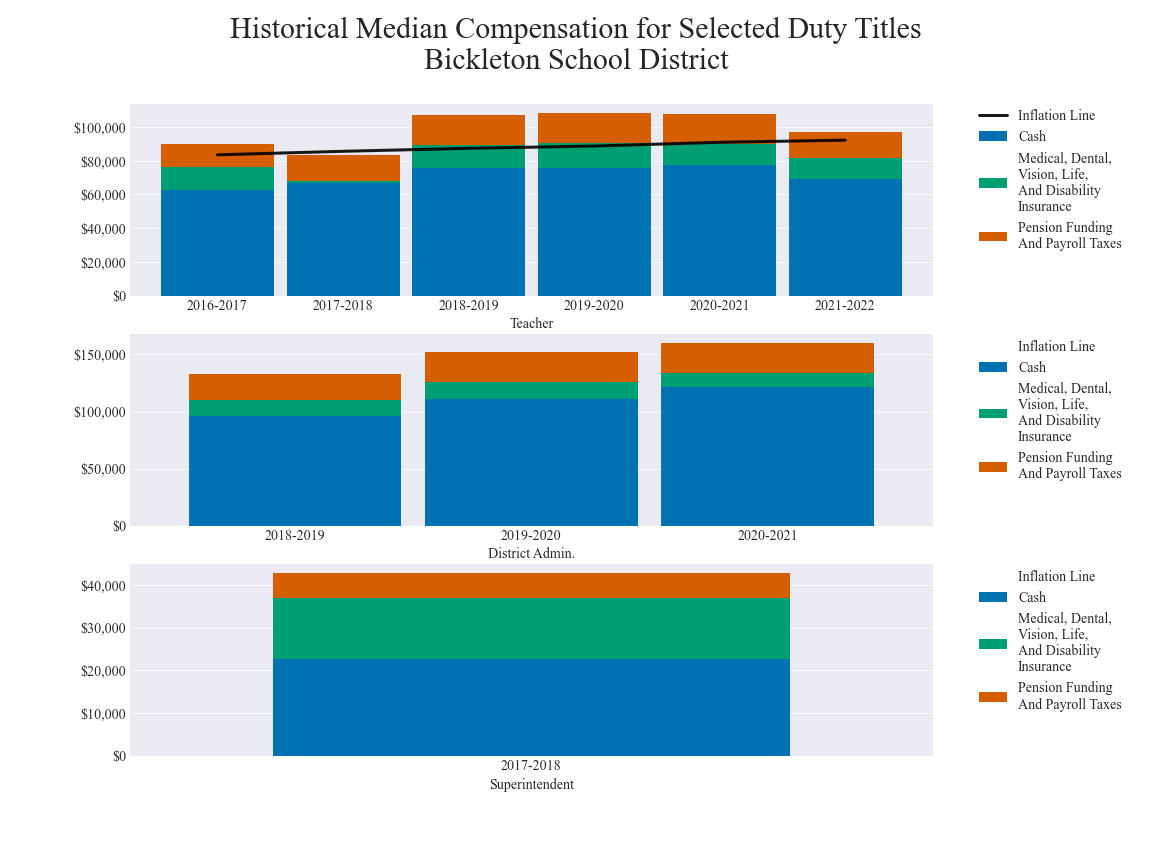 Historical Median Compensation for Selected Duty Titles
Bickleton School District
$100,000
$80,000
$60,000
$40,000
$20,000
$0
2016-2017
2017-2018
2018-2019
2019-2020
2020-2021
2021-2022
Teacher
Inflation Line
Cash
Medical, Dental,
Vision, Life,
And Disability
Insurance
Pension Funding
And Payroll Taxes
$150,000
$100,000
$50,000
$0
2018-2019
2019-2020
2020-2021
District Admin.
Inflation Line
Cash
Medical, Dental,
Vision, Life,
And Disability
Insurance
Pension Funding
And Payroll Taxes
$40,000
$30,000
$20,000
$10,000
$0
2017-2018
Superintendent
Inflation Line
Cash
Medical, Dental,
Vision, Life,
And Disability
Insurance
Pension Funding
And Payroll Taxes